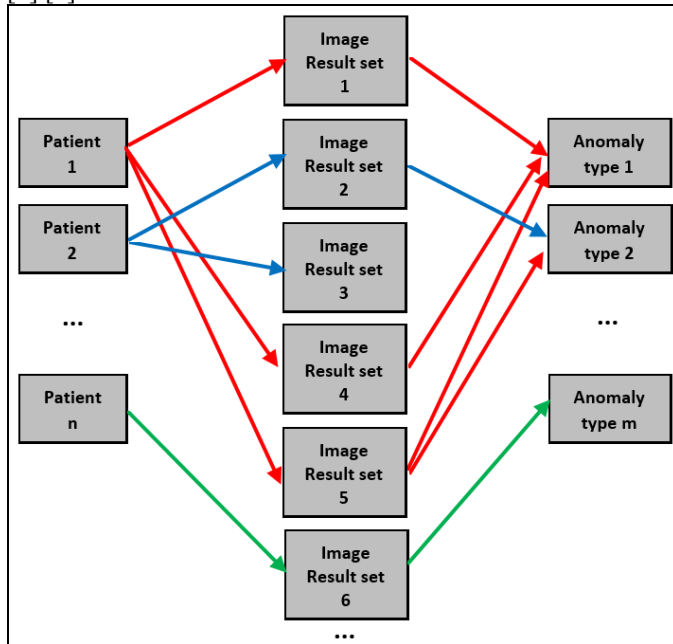 Image
Result set
1
Patient
1
Image
Result set
2
Anomaly
type 1
Patient
2
Image
Result set
3
Anomaly
type 2
...
...
Image
Result set
4
Patient
n
Anomaly
type m
Image
Result set
5
Image
Result set
6
...